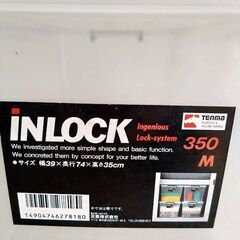 INLOCK
Ingenious
Lock-system
TENMA
350
M
We investigated more simple shape and basic function.
We concreted them by concept for your better life.
●サイズ 幅39×奥行74×高さ35cm
T4904746278180
天馬株式会社